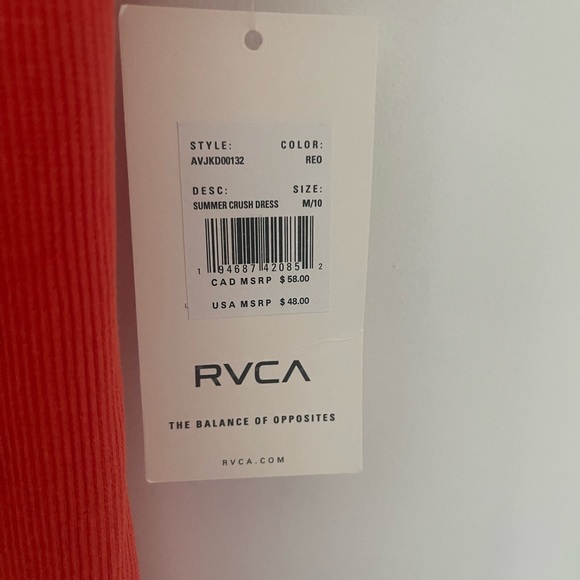 STYLE: COLOR:
AVJKD00132 REO
DESC: SIZE:
SUMMER CRUSH DRESS M/10
1 94687 42085 2
CAD MSRP $58.00
USA MSRP $48.00
RVCA
THE BALANCE OF OPPOSITES
RVCA.COM